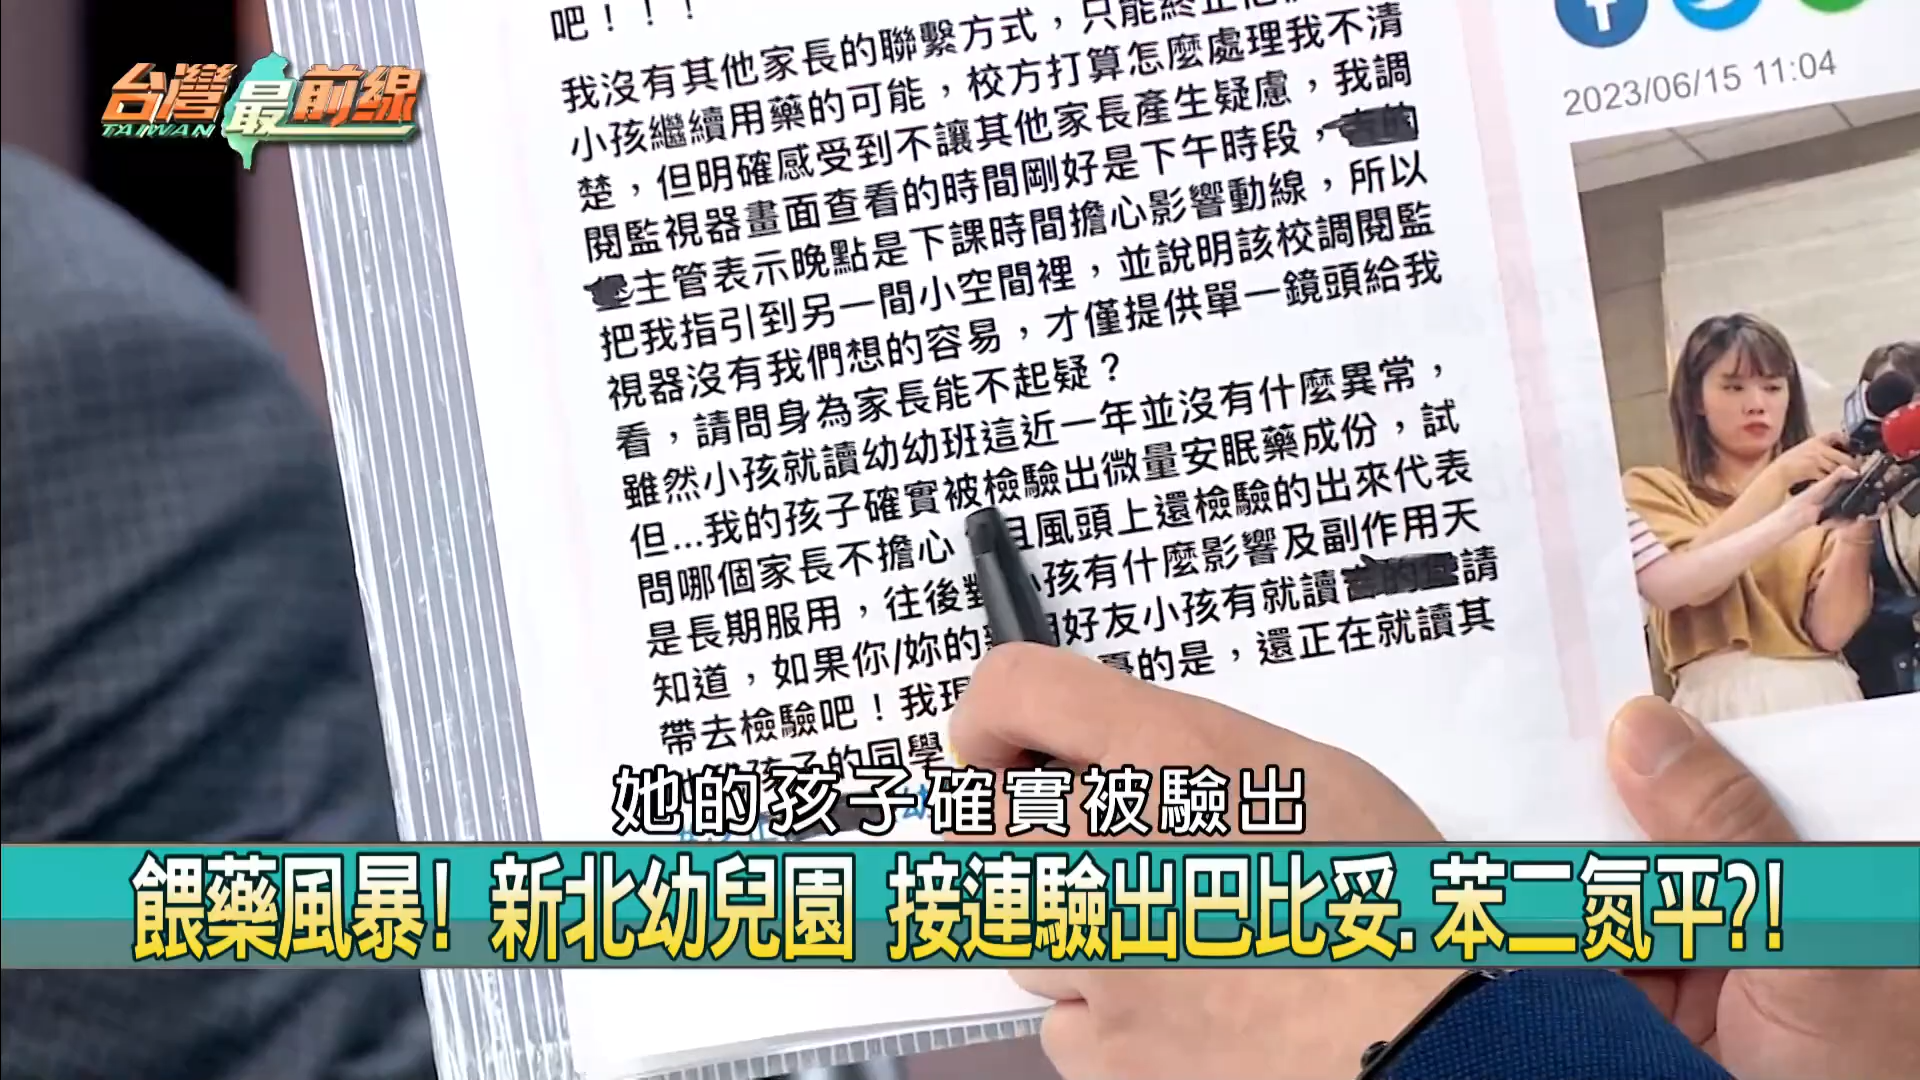 吧！！！
我沒有其他家長的聯繫方式，只能終止他
小孩繼續用藥的可能，校方打算怎麼處理我不清
楚，但明確感受到不讓其他家長產生疑慮，我調
閱監視器畫面查看的時間剛好是下午時段，
主管表示晚點是下課時間擔心影響動線，所以
把我指引到另一間小空間裡，並說明該校調閱監
視器沒有我們想的容易，才僅提供單一鏡頭給我
看，請問身為家長能不起疑？
雖然小孩就讀幼幼班這近一年並沒有什麼異常，
但...我的孩子確實被檢驗出微量安眠藥成份，試
問哪個家長不擔心 且風頭上還檢驗的出來代表
是長期服用，往後對小孩有什麼影響及副作用天
知道，如果你/妳的 好友小孩有就讀 請
帶去檢驗吧！我現 的是，還正在就讀其
孩子的同學
2023/06/15 11:04
台灣最前線
TAIWAN
她的孩子確實被驗出
餵藥風暴! 新北幼兒園 接連驗出巴比妥.苯二氮平?!